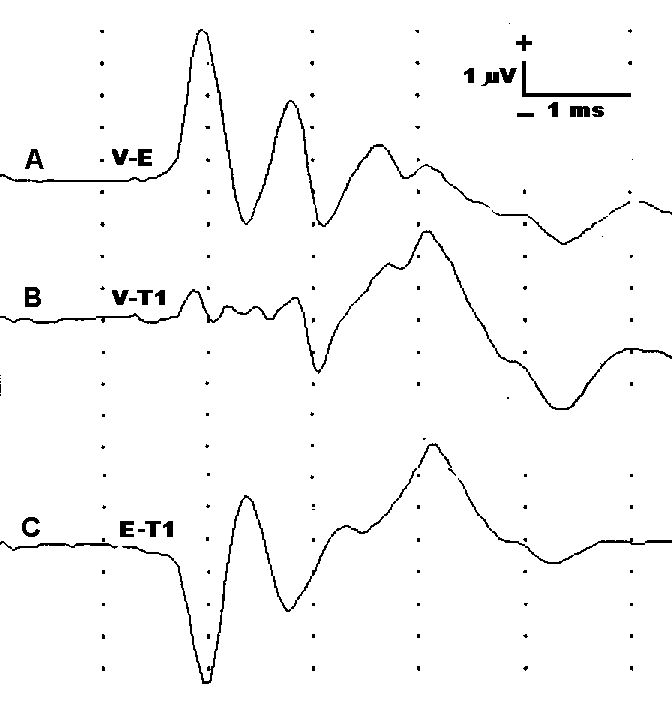 +
1 µV
− 1 ms
A V-E
B V-T1
C E-T1